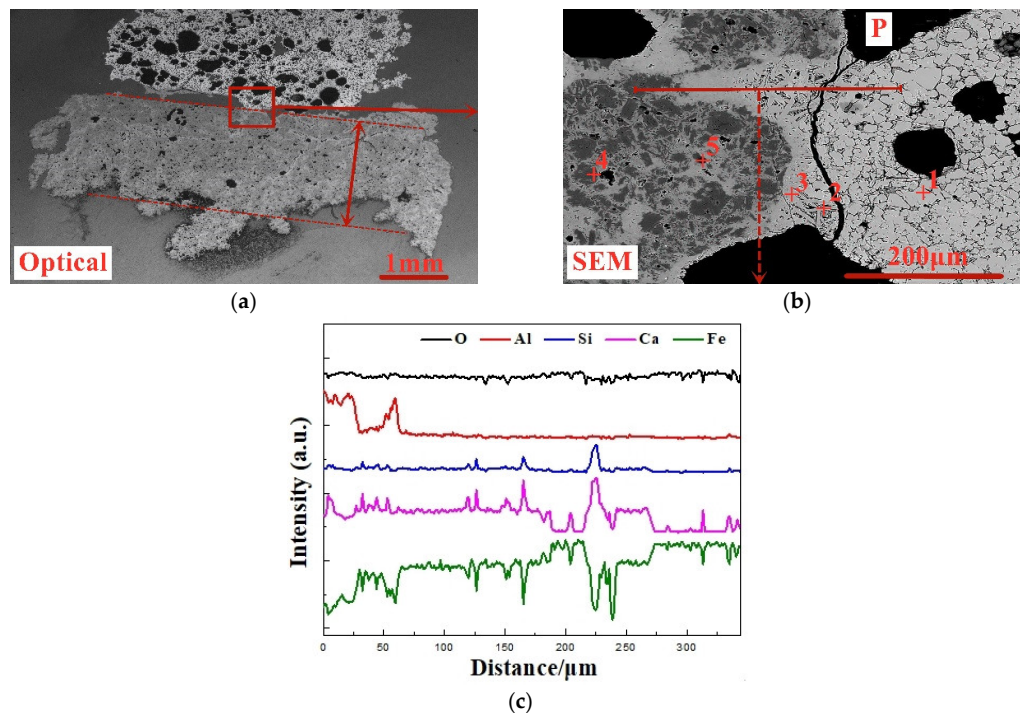 Optical
1mm
P
4
5
3
2
1
SEM
200μm
(a)
(b)
O Al Si Ca Fe
Intensity (a.u.)
0 50 100 150 200 250 300
Distance/μm
(c)